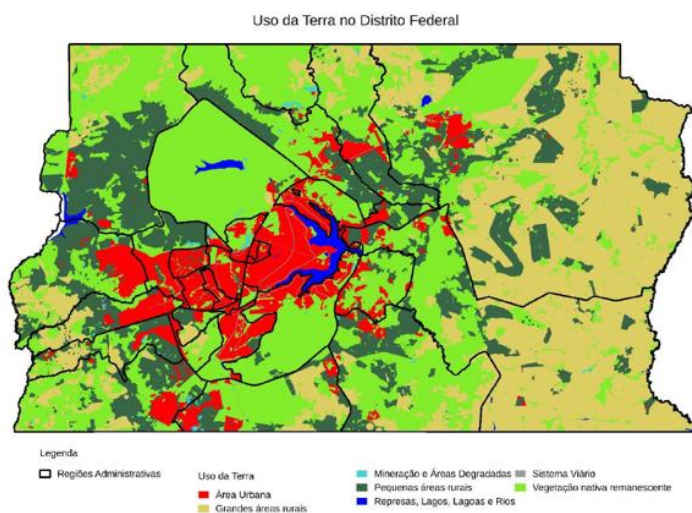 Uso da Terra no Distrito Federal
Legenda
Regiões Administrativas
Uso da Terra
Área Urbana
Grandes áreas rurais
Mineração e Áreas Degradadas
Pequenas áreas rurais
Represas, Lagos, Lagoas e Rios
Sistema Viário
Vegetação nativa remanescente